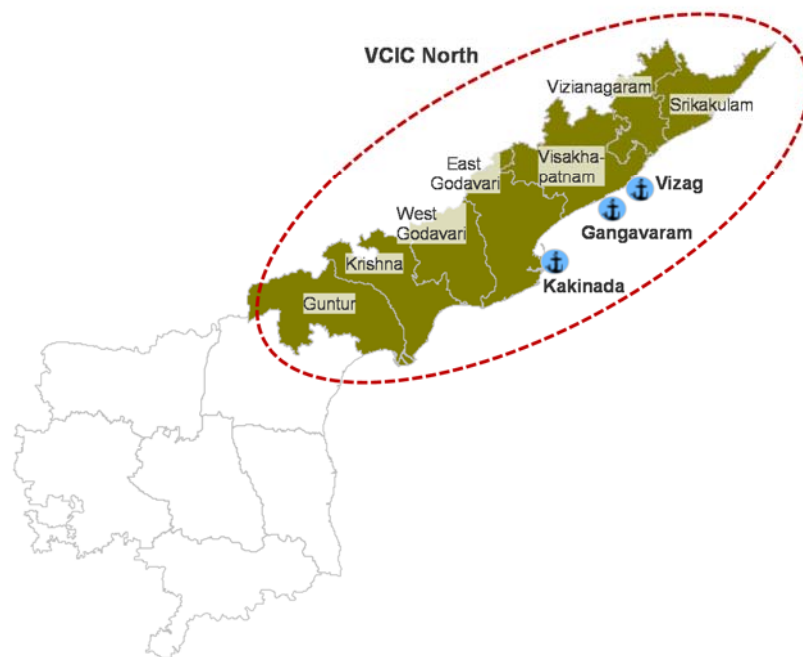 VCIC North
Vizianagaram
Srikakulam
East
Godavari
Visakha-
patnam
Vizag
West
Godavari
Gangavaram
Krishna
Kakinada
Guntur